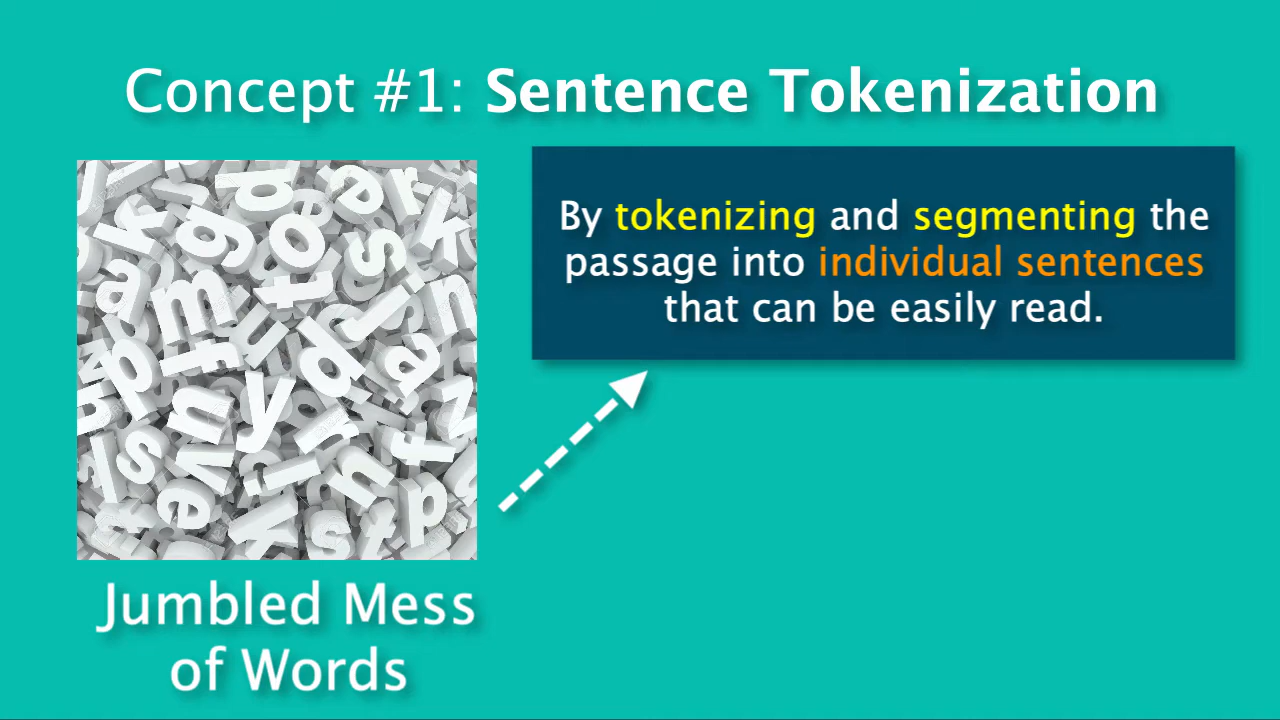 Concept #1: Sentence Tokenization
By tokenizing and segmenting the
passage into individual sentences
that can be easily read.
Jumbled Mess
of Words